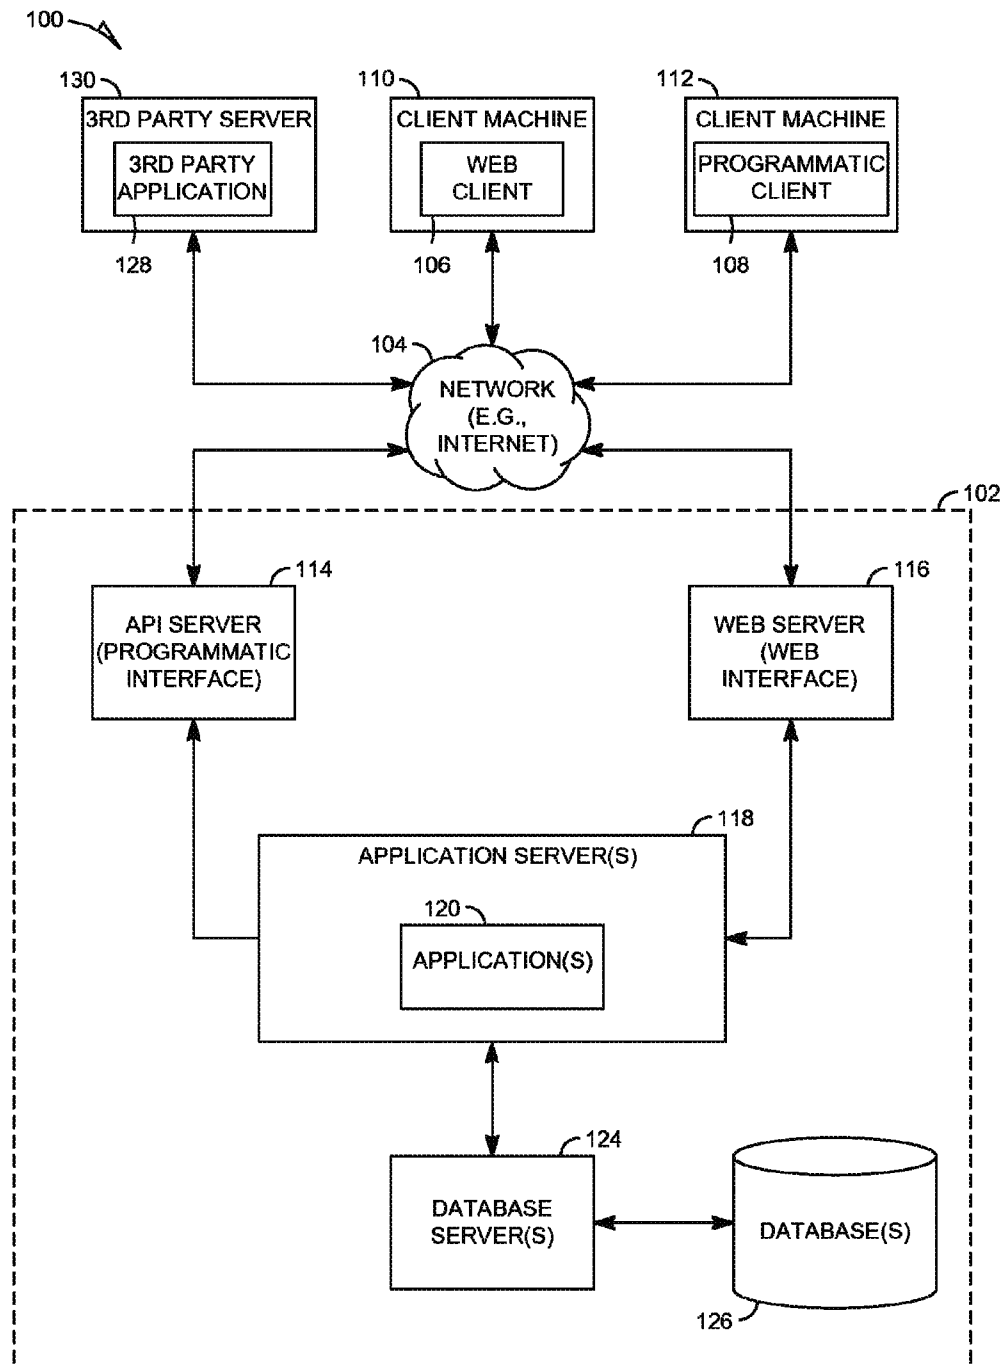 100
130
110
112
3RD PARTY SERVER
3RD PARTY
APPLICATION
CLIENT MACHINE
WEB
CLIENT
CLIENT MACHINE
PROGRAMMATIC
CLIENT
128
106
108
104
NETWORK
(E.G.,
INTERNET)
102
114
116
API SERVER
(PROGRAMMATIC
INTERFACE)
WEB SERVER
(WEB
INTERFACE)
118
APPLICATION SERVER(S)
120
APPLICATION(S)
124
DATABASE
SERVER(S)
DATABASE(S)
126